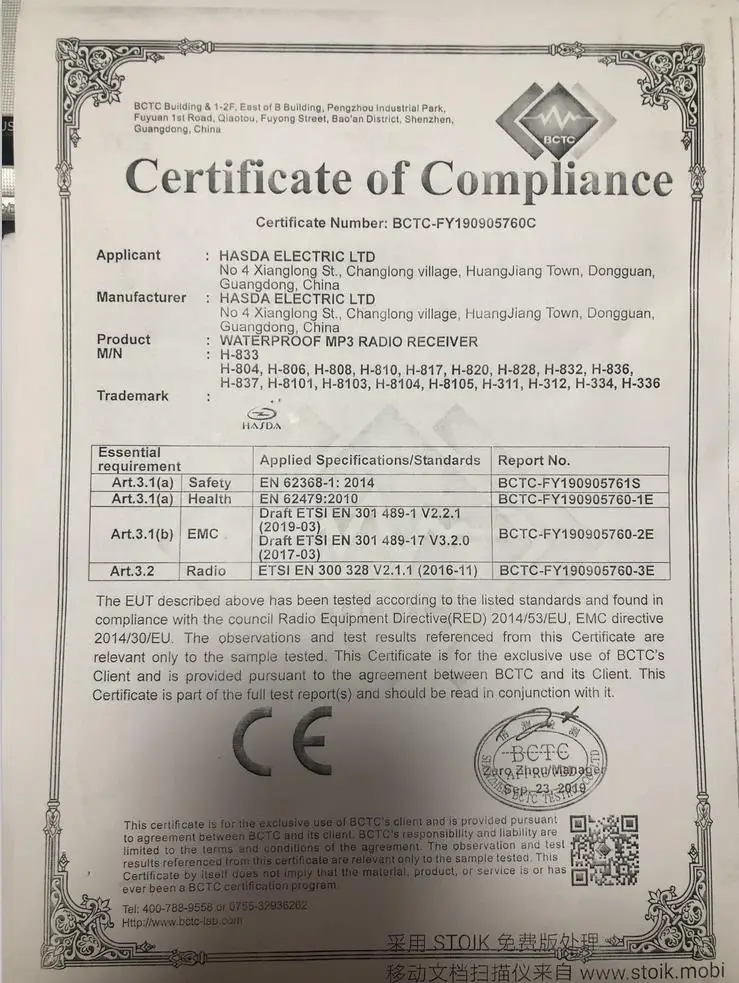 BCTC Building & 1-2F, East of B Building, Pengzhou Industrial Park,
Fuyuan 1st Road, Qiaotou, Fuyong Street, Bao'an District, Shenzhen,
Guangdong, China
BCTC
Certificate of Compliance
Certificate Number: BCTC-FY190905760C
Applicant : HASDA ELECTRIC LTD
No 4 Xianglong St., Changlong village, HuangJiang Town, Dongguan,
Guangdong, China
Manufacturer : HASDA ELECTRIC LTD
No 4 Xianglong St., Changlong village, HuangJiang Town, Dongguan,
Guangdong, China
Product : WATERPROOF MP3 RADIO RECEIVER
M/N : H-833
H-804, H-806, H-808, H-810, H-817, H-820, H-828, H-832, H-836,
H-837, H-8101, H-8103, H-8104, H-8105, H-311, H-312, H-334, H-336
Trademark :
HASDA
Essential requirement Applied Specifications/Standards Report No.
Art.3.1(a) Safety EN 62368-1: 2014 BCTC-FY190905761S
Art.3.1(a) Health EN 62479:2010 BCTC-FY190905760-1E
Art.3.1(b) EMC Draft ETSI EN 301 489-1 V2.2.1
(2019-03)
Draft ETSI EN 301 489-17 V3.2.0
(2017-03) BCTC-FY190905760-2E
Art.3.2 Radio ETSI EN 300 328 V2.1.1 (2016-11) BCTC-FY190905760-3E
The EUT described above has been tested according to the listed standards and found in
compliance with the council Radio Equipment Directive(RED) 2014/53/EU, EMC directive
2014/30/EU. The observations and test results referenced from this Certificate are
relevant only to the sample tested. This Certificate is for the exclusive use of BCTC's
Client and is provided pursuant to the agreement between BCTC and its Client. This
Certificate is part of the full test report(s) and should be read in conjunction with it.
CE
BCTC
Zero Zhou/Manager
Sep. 23, 2019
This certificate is for the exclusive use of BCTC's client and is provided pursuant
to agreement between BCTC and its client. BCTC's responsibility and liability are
limited to the terms and conditions of the agreement. The observation and test
results referenced from this certificate are relevant only to the sample tested. This
Certificate by itself does not imply that the material, product, or service is or has
ever been a BCTC certification program.
Tel: 400-788-9558 or 0755-32936262
Http://www.bctc-lab.com
采用 STOIK 免费版处理
移动文档扫描仪来自 www.stoik.mobi